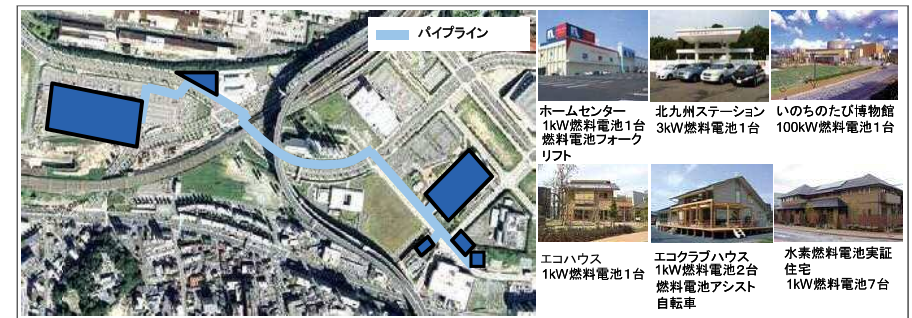 パイプライン
ホームセンター
1kW燃料電池1台
燃料電池フォーク
リフト
北九州ステーション
3kW燃料電池1台
いのちのたび博物館
100kW燃料電池1台
エコハウス
1kW燃料電池1台
エコクラブハウス
1kW燃料電池2台
燃料電池アシスト
自転車
水素燃料電池実証
住宅
1kW燃料電池7台